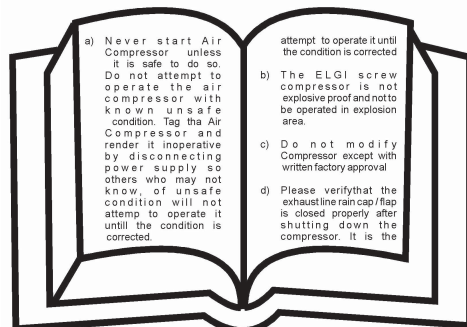 a) Never start Air
Compressor unless
it is safe to do so.
Do not attempt to
operate the air
compressor with
known unsafe
condition. Tag tha Air
Compressor and
render it inoperative
by disconnecting
power supply so
others who may not
know, of unsafe
condition will not
attemp to operate it
untill the condition is
corrected.
attempt to operate it until
the condition is corrected
b) The ELGI screw
compressor is not
explosive proof and not to
be operated in explosion
area.
c) Do not modify
Compressor except with
written factory approval
d) Please verifythat the
exhaust line rain cap / flap
is closed properly after
shutting down the
compressor. It is the